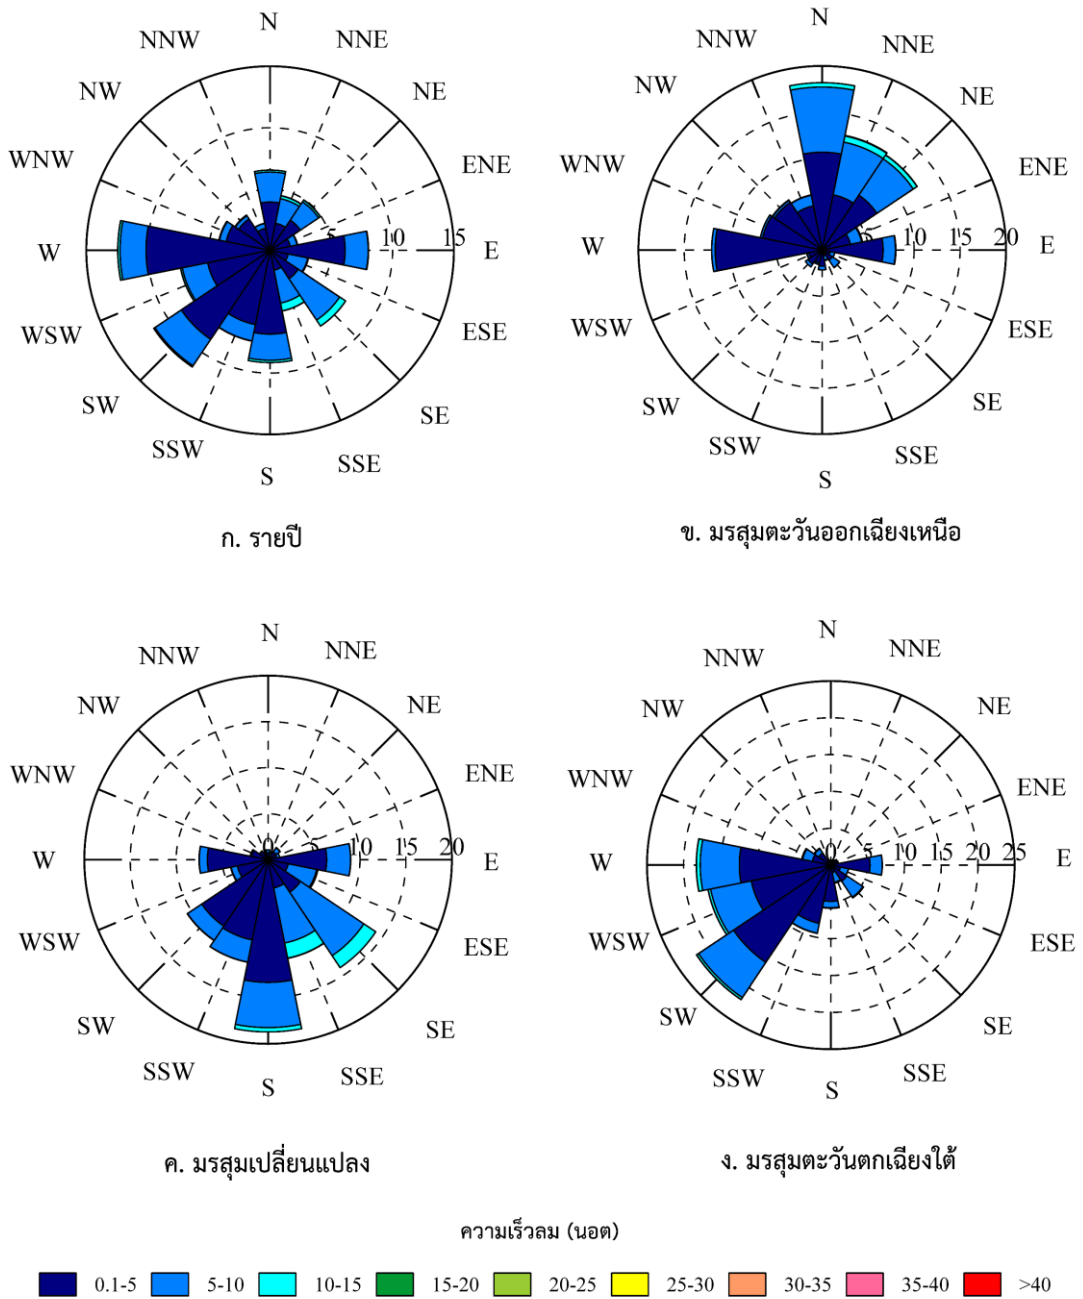 N
NNE
NE
ENE
E
ESE
SE
SSE
S
SSW
SW
WSW
W
WNW
NW
NNW
5 10 15
ก. รายปี
N
NNE
NE
ENE
E
ESE
SE
SSE
S
SSW
SW
WSW
W
WNW
NW
NNW
5 10 15 20
ข. มรสุมตะวันออกเฉียงเหนือ
N
NNE
NE
ENE
E
ESE
SE
SSE
S
SSW
SW
WSW
W
WNW
NW
NNW
0 5 10 15 20
ค. มรสุมเปลี่ยนแปลง
N
NNE
NE
ENE
E
ESE
SE
SSE
S
SSW
SW
WSW
W
WNW
NW
NNW
0 5 10 15 20 25
ง. มรสุมตะวันตกเฉียงใต้
ความเร็วลม (นอต)
0.1-5 5-10 10-15 15-20 20-25 25-30 30-35 35-40 >40